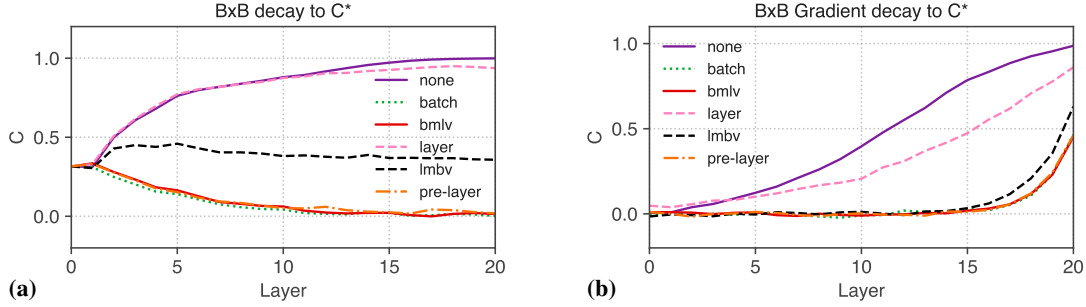 BxB decay to C*
C
1.0
0.5
0.0
none
batch
bmlv
layer
lmbv
pre-layer
0 5 10 15 20
Layer
(a)
BxB Gradient decay to C*
C
1.0
0.5
0.0
none
batch
bmlv
layer
lmbv
pre-layer
0 5 10 15 20
Layer
(b)